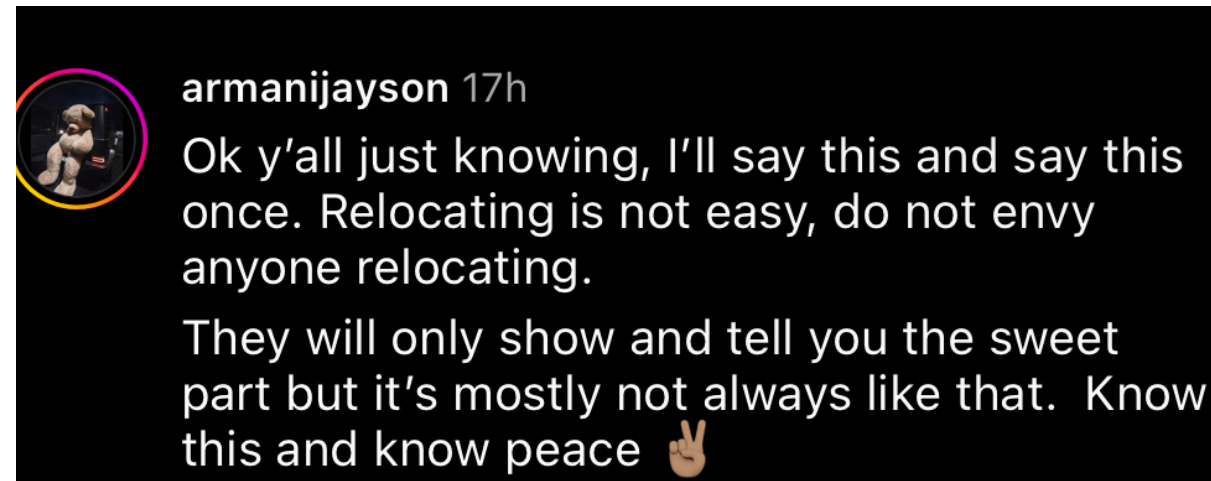 armanijayson 17h
Ok y’all just knowing, I’ll say this and say this
once. Relocating is not easy, do not envy
anyone relocating.
They will only show and tell you the sweet
part but it’s mostly not always like that.  Know
this and know peace ✌🏽